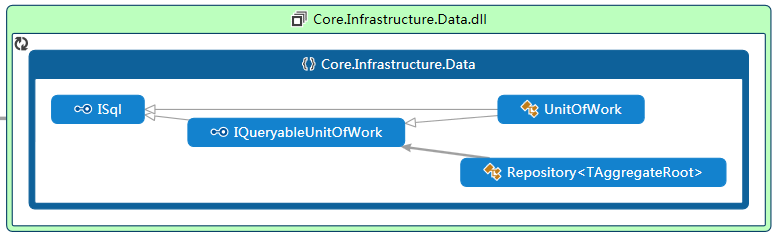 Core.Infrastructure.Data.dll
Core.Infrastructure.Data
ISql
UnitOfWork
IQueryableUnitOfWork
Repository<TAggregateRoot>